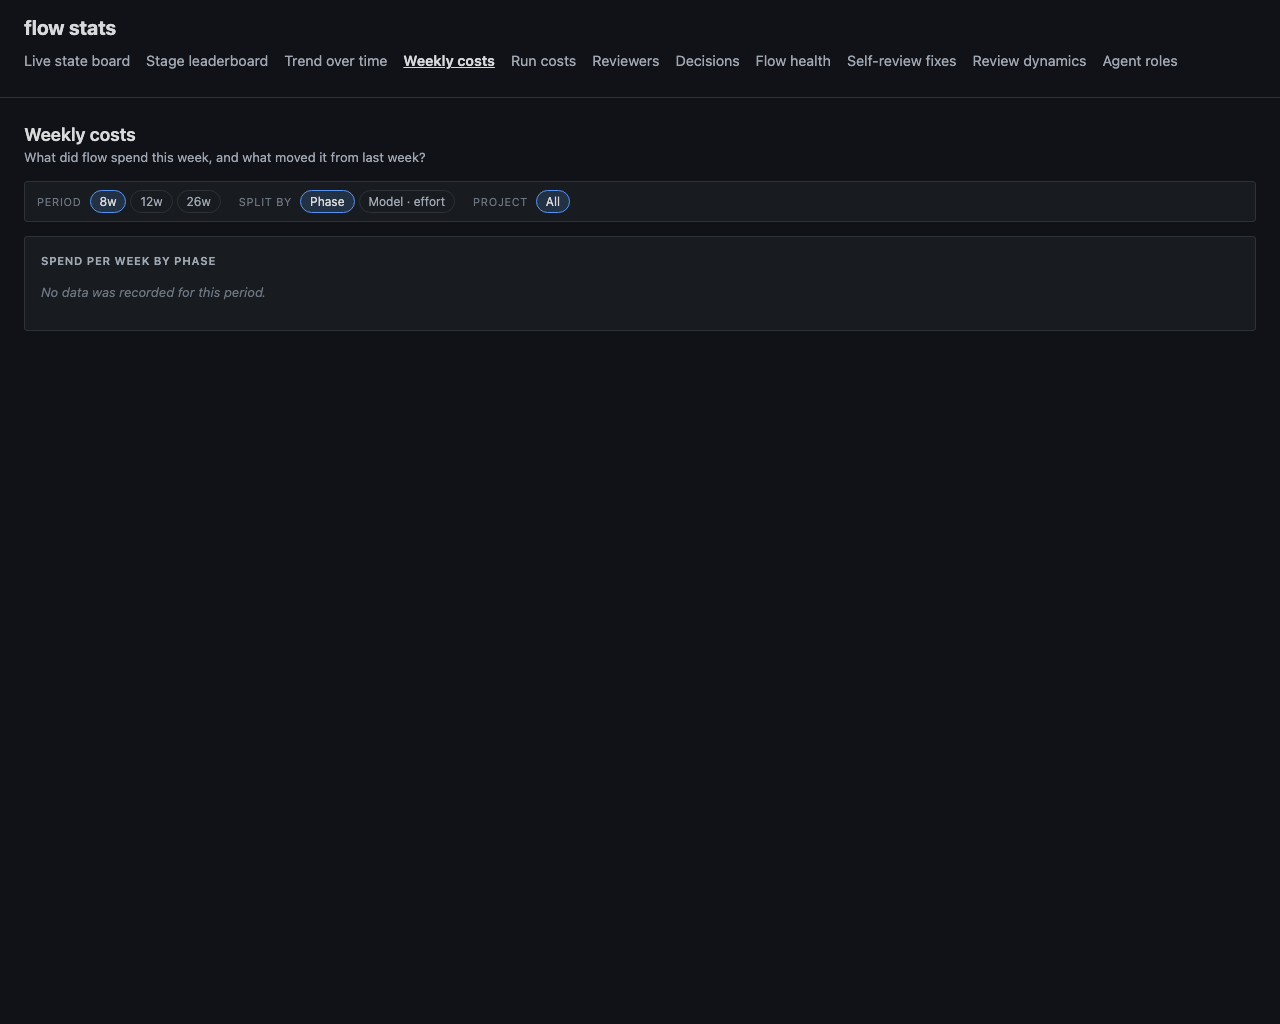 flow stats
Live state board Stage leaderboard Trend over time Weekly costs Run costs Reviewers Decisions Flow health Self-review fixes Review dynamics Agent roles
Weekly costs
What did flow spend this week, and what moved it from last week?
PERIOD 8w 12w 26w SPLIT BY Phase Model · effort PROJECT All
SPEND PER WEEK BY PHASE
No data was recorded for this period.